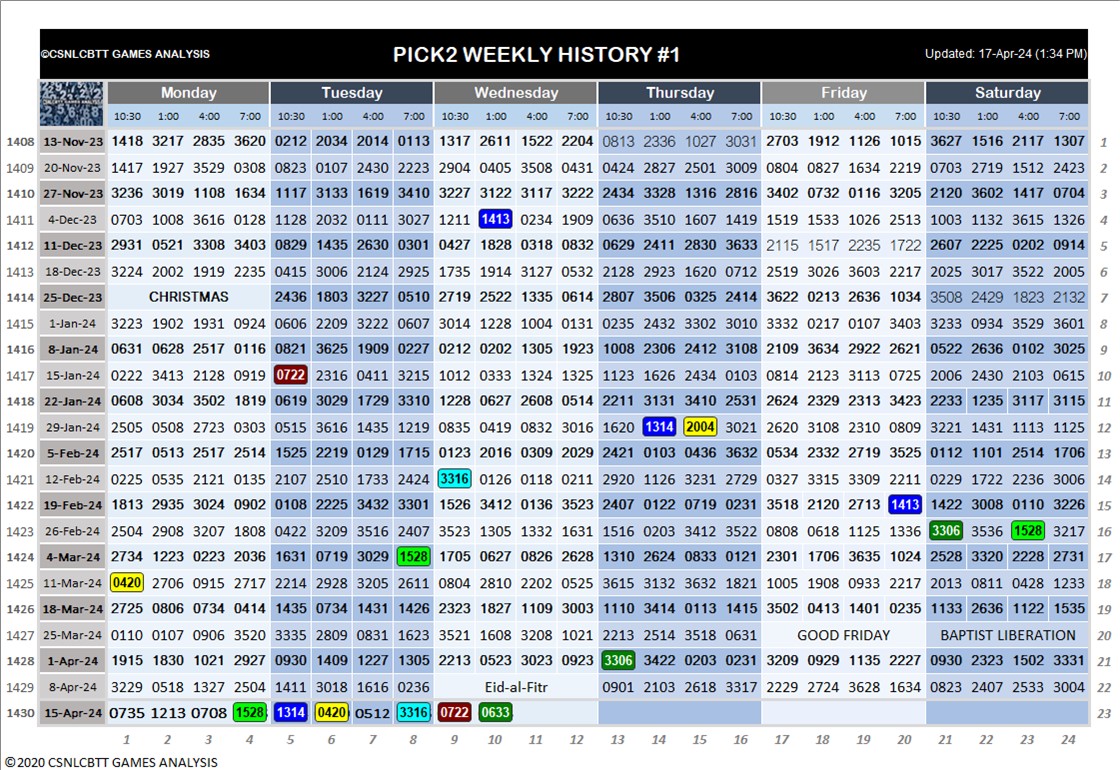 ©CSNLCBTT GAMES ANALYSIS PICK2 WEEKLY HISTORY #1 Updated: 17-Apr-24 (1:34 PM)
Monday Tuesday Wednesday Thursday Friday Saturday
10:30 1:00 4:00 7:00 10:30 1:00 4:00 7:00 10:30 1:00 4:00 7:00 10:30 1:00 4:00 7:00 10:30 1:00 4:00 7:00 10:30 1:00 4:00 7:00
1408 13-Nov-23 1418 3217 2835 3620 0212 2034 2014 0113 1317 2611 1522 2204 0813 2336 1027 3031 2703 1912 1126 1015 3627 1516 2117 1307 1
1409 20-Nov-23 1417 1927 3529 0308 0823 0107 2430 2223 2904 0405 3508 0431 0424 2827 2501 3009 0804 0827 1634 2219 0703 2719 1512 2423 2
1410 27-Nov-23 3236 3019 1108 1634 1117 3133 1619 3410 3227 3122 3117 3222 2434 3328 1316 2816 3402 0732 0116 3205 2120 3602 1417 0704 3
1411 4-Dec-23 0703 1008 3616 0128 1128 2032 0111 3027 1211 1413 0234 1909 0636 3510 1607 1419 1519 1533 1026 2513 1003 1132 3615 1326 4
1412 11-Dec-23 2931 0521 3308 3403 0829 1435 2630 0301 0427 1828 0318 0832 0629 2411 2830 3633 2115 1517 2235 1722 2607 2225 0202 0914 5
1413 18-Dec-23 3224 2002 1919 2235 0415 3006 2124 2925 1735 1914 3127 0532 2128 2923 1620 0712 2519 3026 3603 2217 2025 3017 3522 2005 6
1414 25-Dec-23 CHRISTMAS 2436 1803 3227 0510 2719 2522 1335 0614 2807 3506 0325 2414 3622 0213 2636 1034 3508 2429 1823 2132 7
1415 1-Jan-24 3223 1902 1931 0924 0606 2209 3222 0607 3014 1228 1004 0131 0235 2432 3302 3010 3332 0217 0107 3403 3233 0934 3529 3601 8
1416 8-Jan-24 0631 0628 2517 0116 0821 3625 1909 0227 0212 0202 1305 1923 1008 2306 2412 3108 2109 3634 2922 2621 0522 2636 0102 3025 9
1417 15-Jan-24 0222 3413 2128 0919 0722 2316 0411 3215 1012 0333 1324 1325 1123 1626 2434 0103 0814 2123 3113 0725 2006 2430 2103 0615 10
1418 22-Jan-24 0608 3034 3502 1819 0619 3029 1729 3310 1228 0627 2608 0514 2211 3131 3410 2531 2624 2329 2313 3423 2233 1235 3117 3115 11
1419 29-Jan-24 2505 0508 2723 0303 0515 3616 1435 1219 0835 0419 0832 3016 1620 1314 2004 3021 2620 3108 2310 0809 3221 1431 1113 1125 12
1420 5-Feb-24 2517 0513 2517 2514 1525 2219 0129 1715 0123 2016 0309 2029 2421 0103 0436 3632 0534 2332 2719 3525 0112 1101 2514 1706 13
1421 12-Feb-24 0225 0535 2121 0135 2107 2510 1733 2424 3316 0126 0118 0211 2920 1126 3231 2729 0327 3315 3309 2211 0229 1722 2236 3006 14
1422 19-Feb-24 1813 2935 3024 0902 0108 2225 3432 3301 1526 3412 0136 3523 2407 0122 0719 0231 3518 2120 2713 1413 1422 3008 0110 3226 15
1423 26-Feb-24 2504 2908 3207 1808 0422 3209 3516 2407 3523 1305 1332 1631 1516 0203 3412 3522 0808 0618 1125 1336 3306 3536 1528 3217 16
1424 4-Mar-24 2734 1223 0223 2036 1631 0719 3029 1528 1705 0627 0826 2628 1310 2624 0833 0121 2301 1706 3335 1024 2528 3320 2228 2731 17
1425 11-Mar-24 0420 2706 0915 2717 2214 2928 3205 2611 0804 2810 2202 0525 3615 3132 3632 1821 1005 1908 0933 2217 2013 0811 0428 1233 18
1426 18-Mar-24 2725 0806 0734 0414 1435 0734 1431 1426 2323 1827 1109 3003 1110 3414 0113 1415 3502 0413 1401 0235 1133 2636 1122 1535 19
1427 25-Mar-24 0110 0107 0906 3520 3335 2809 0831 1623 3521 1608 3208 1021 2213 2514 3518 0631 GOOD FRIDAY BAPTIST LIBERATION 20
1428 1-Apr-24 1915 1830 1021 2927 0930 1409 1227 1305 2213 0523 3023 0923 3306 3422 0203 0231 3209 0929 1135 2227 0930 2323 1502 3331 21
1429 8-Apr-24 3229 0518 1327 2504 1411 3018 1616 0236 Eid-al-Fitr 0901 2103 2618 3317 2229 2724 3628 1634 0823 2407 2533 3004 22
1430 15-Apr-24 0735 1213 0708 1528 1314 0420 0512 3316 0722 0633 23
1 2 3 4 5 6 7 8 9 10 11 12 13 14 15 16 17 18 19 20 21 22 23 24
©2020 CSNLCBTT GAMES ANALYSIS